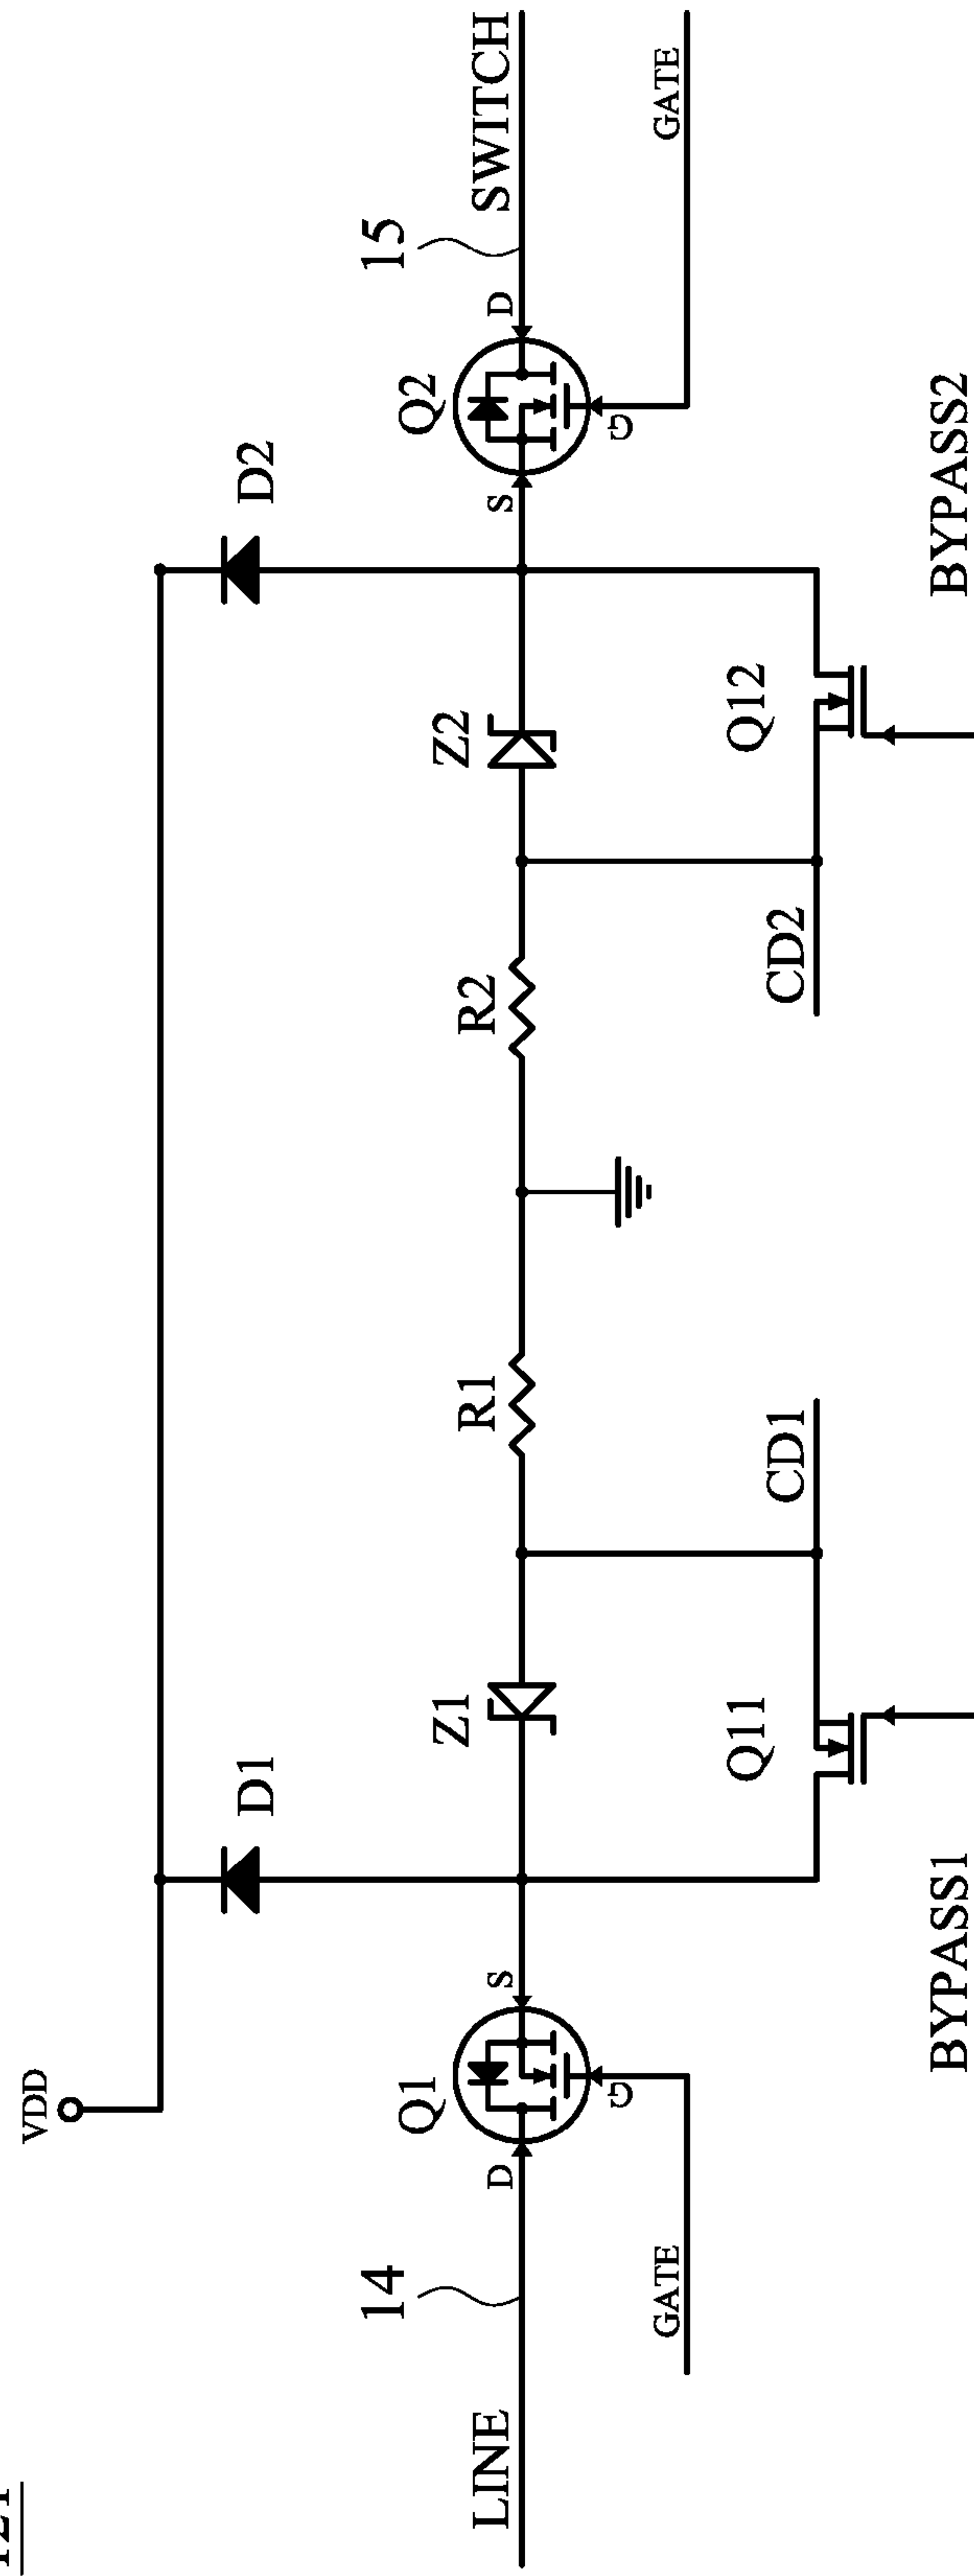 VDD
D1
D2
LINE
14
D
Q1
S
G
GATE
Z1
R1
R2
Z2
S
Q2
D
G
15
SWITCH
GATE
Q11
CD1
CD2
Q12
BYPASS1
BYPASS2